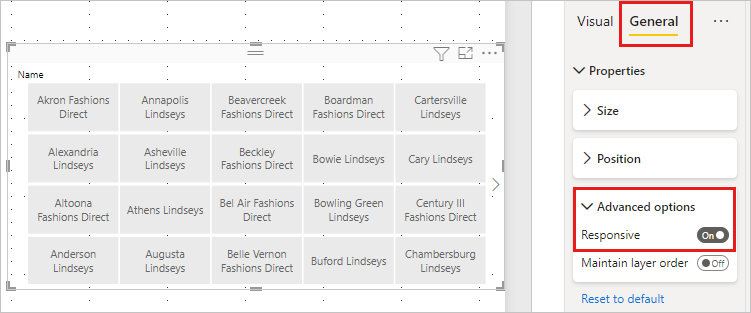 Visual General ...
Name
Akron Fashions
Direct
Annapolis
Lindseys
Beavercreek
Fashions Direct
Boardman
Fashions Direct
Cartersville
Lindseys
Alexandria
Lindseys
Asheville
Lindseys
Beckley
Fashions Direct
Bowie Lindseys
Cary Lindseys
Altoona
Fashions Direct
Athens Lindseys
Bel Air Fashions
Direct
Bowling Green
Lindseys
Century III
Fashions Direct
Anderson
Lindseys
Augusta
Lindseys
Belle Vernon
Fashions Direct
Buford Lindseys
Chambersburg
Lindseys
Properties
Size
Position
Advanced options
Responsive On
Maintain layer order Off
Reset to default